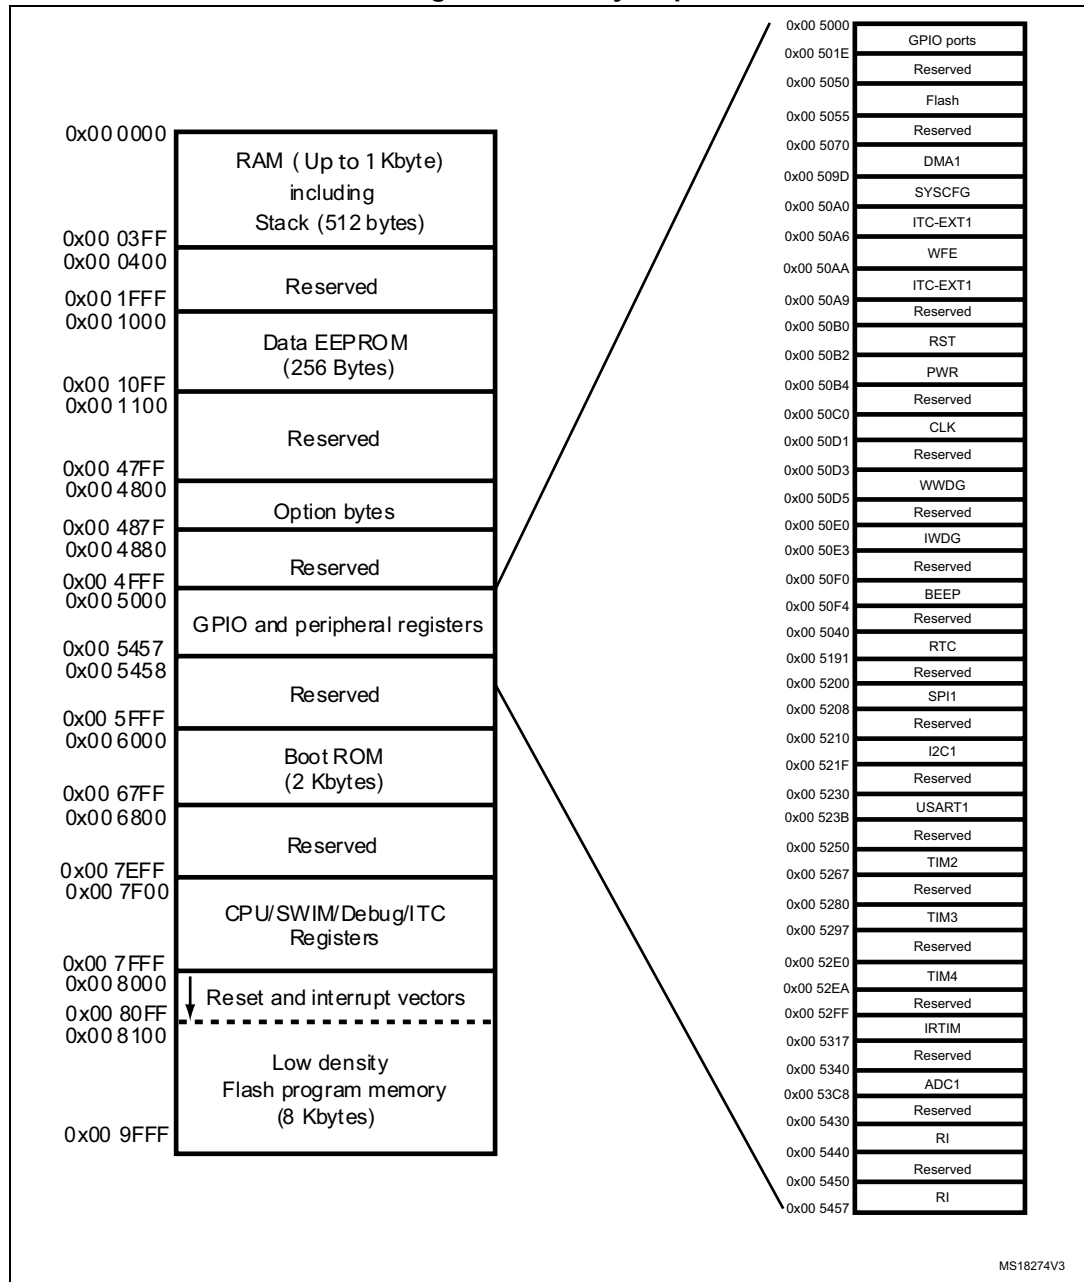 0x00 0000
RAM ( Up to 1 Kbyte)
including
Stack (512 bytes)
0x00 03FF
0x00 0400
Reserved
0x00 1FFF
0x00 1000
Data EEPROM
(256 Bytes)
0x00 10FF
0x00 1100
Reserved
0x00 47FF
0x00 4800
Option bytes
0x00 487F
0x00 4880
Reserved
0x00 4FFF
0x00 5000
GPIO and peripheral registers
0x00 5457
0x00 5458
Reserved
0x00 5FFF
0x00 6000
Boot ROM
(2 Kbytes)
0x00 67FF
0x00 6800
Reserved
0x00 7EFF
0x00 7F00
CPU/SWIM/Debug/ITC
Registers
0x00 7FFF
0x00 8000
Reset and interrupt vectors
0x00 80FF
0x00 8100
Low density
Flash program memory
(8 Kbytes)
0x00 9FFF
0x00 5000
GPIO ports
0x00 501E
Reserved
0x00 5050
Flash
0x00 5055
Reserved
0x00 5070
DMA1
0x00 509D
SYSCFG
0x00 50A0
ITC-EXT1
0x00 50A6
WFE
0x00 50AA
ITC-EXT1
0x00 50A9
Reserved
0x00 50B0
RST
0x00 50B2
PWR
0x00 50B4
Reserved
0x00 50C0
CLK
0x00 50D1
Reserved
0x00 50D3
WWDG
0x00 50D5
Reserved
0x00 50E0
IWDG
0x00 50E3
Reserved
0x00 50F0
BEEP
0x00 50F4
Reserved
0x00 5040
RTC
0x00 5191
Reserved
0x00 5200
SPI1
0x00 5208
Reserved
0x00 5210
I2C1
0x00 521F
Reserved
0x00 5230
USART1
0x00 523B
Reserved
0x00 5250
TIM2
0x00 5267
Reserved
0x00 5280
TIM3
0x00 5297
Reserved
0x00 52E0
TIM4
0x00 52EA
Reserved
0x00 52FF
IRTIM
0x00 5317
Reserved
0x00 5340
ADC1
0x00 53C8
Reserved
0x00 5430
RI
0x00 5440
Reserved
0x00 5450
RI
0x00 5457
MS18274V3